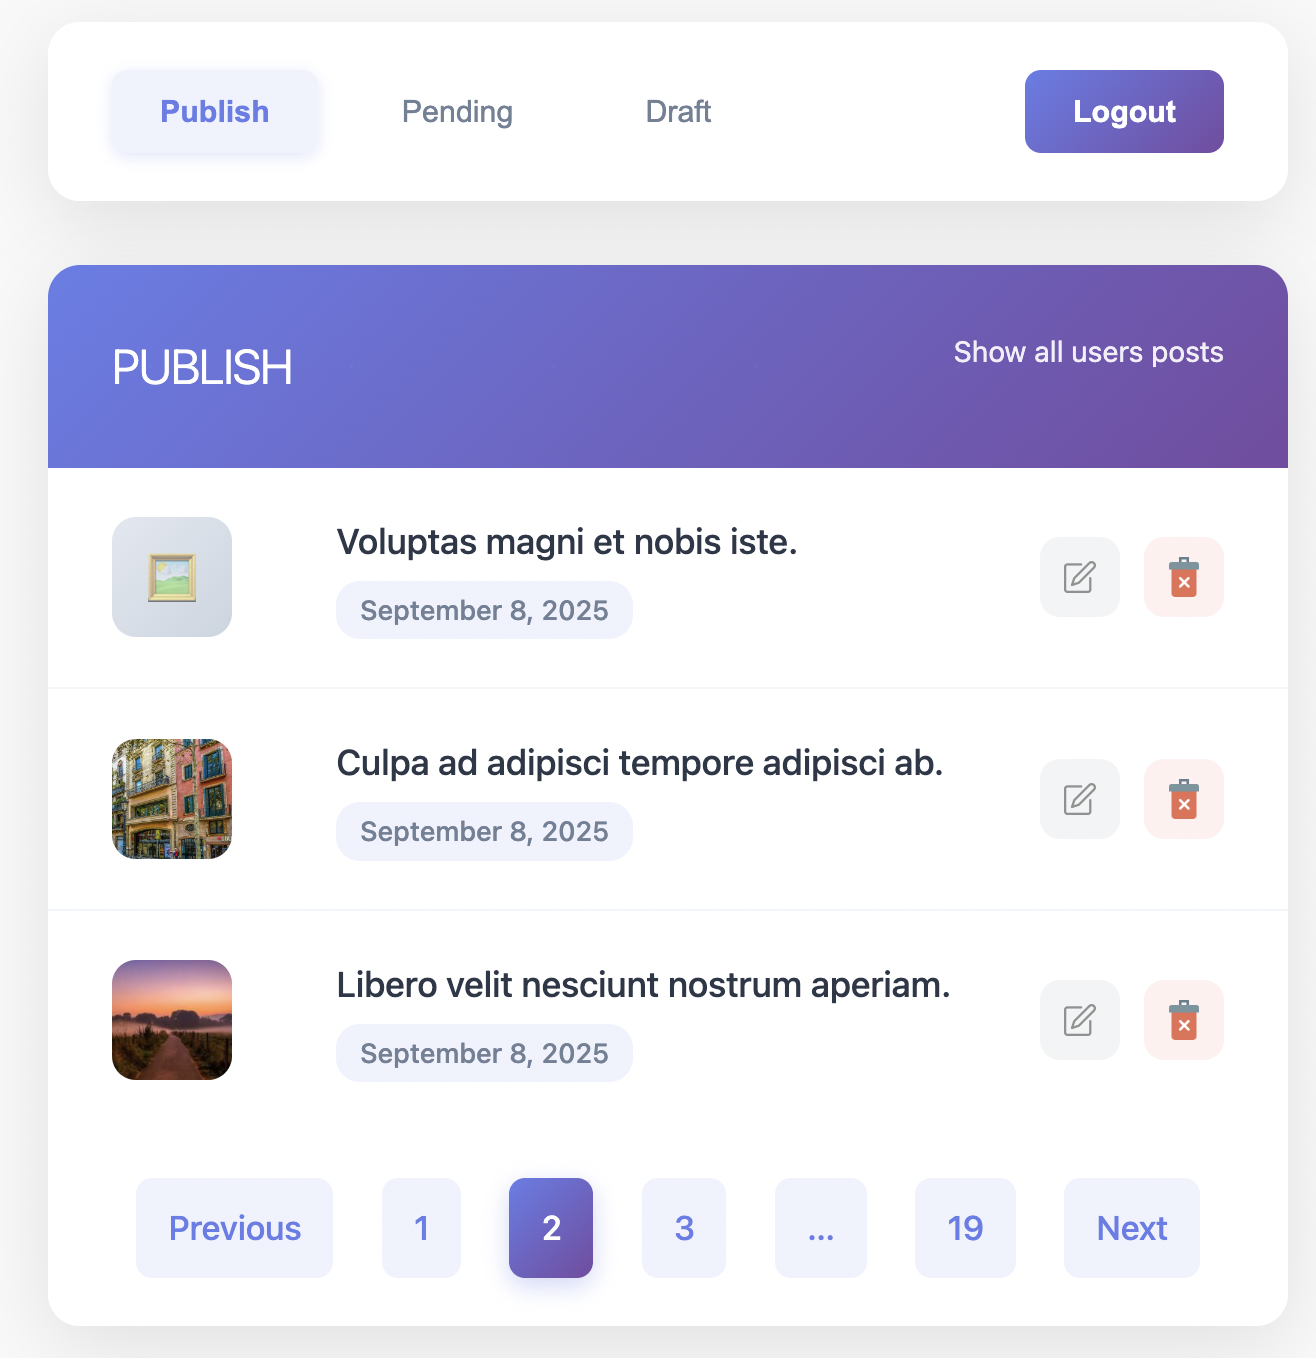 Publish
Pending
Draft
Logout
PUBLISH
Show all users posts
Voluptas magni et nobis iste.
September 8, 2025
Culpa ad adipisci tempore adipisci ab.
September 8, 2025
Libero velit nesciunt nostrum aperiam.
September 8, 2025
Previous 1 2 3 ... 19 Next